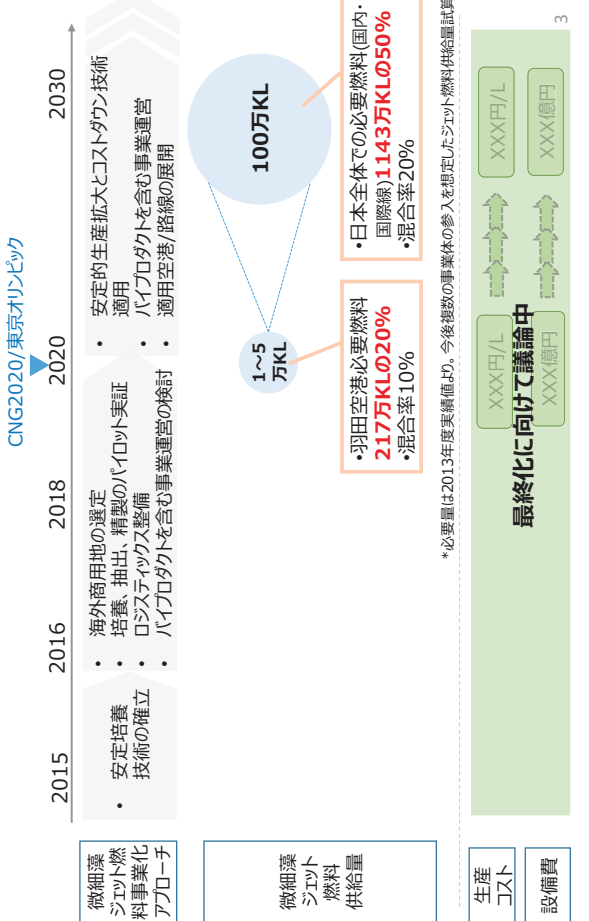 CNG2020/東京オリンピック
2015
2016
2018
2020
2030
微細藻
ジェット燃
料事業化
アプローチ
• 安定培養
技術の確立
• 海外商用地の選定
• 培養、抽出、精製のパイロット実証
• ロジスティックス整備
• バイプロダクトを含む事業運営の検討
• 安定的生産拡大とコストダウン技術
適用
• バイプロダクトを含む事業運営
• 適用空港/路線の展開
微細藻
ジェット
燃料
供給量
1~5
万KL
100万KL
•羽田空港必要燃料
217万KLの20%
•混合率10%
•日本全体での必要燃料(国内・
国際線)1143万KLの50%
•混合率20%
*必要量は2013年度実績値より。今後複数の事業体の参入を想定したジェット燃料供給量試算
生産
コスト
設備費
XXX円/L
XXX円/L
XXX億円
XXX億円
最終化に向けて議論中
3